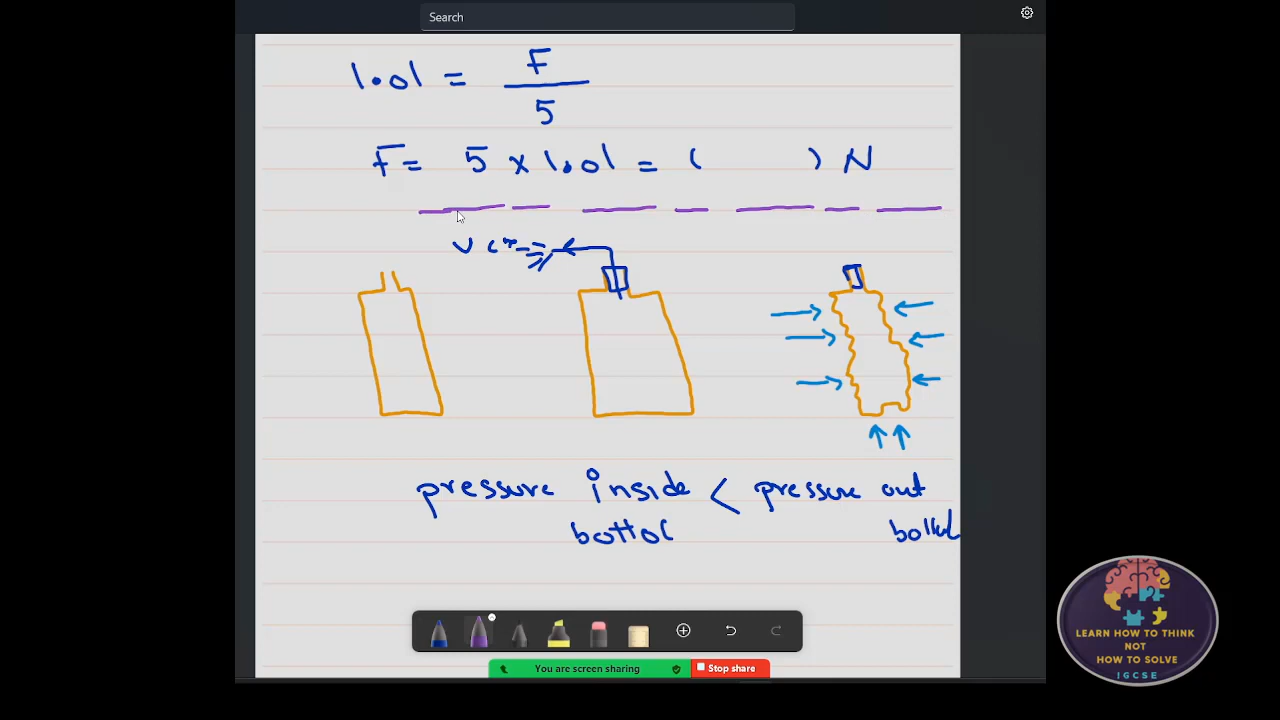 Search
1.01 = F
5
F = 5 x 1.01 = ( ) N
pressure inside < pressure out
bottol
You are screen sharing
Stop share
LEARN HOW TO THINK
NOT
HOW TO SOLVE
IGCSE